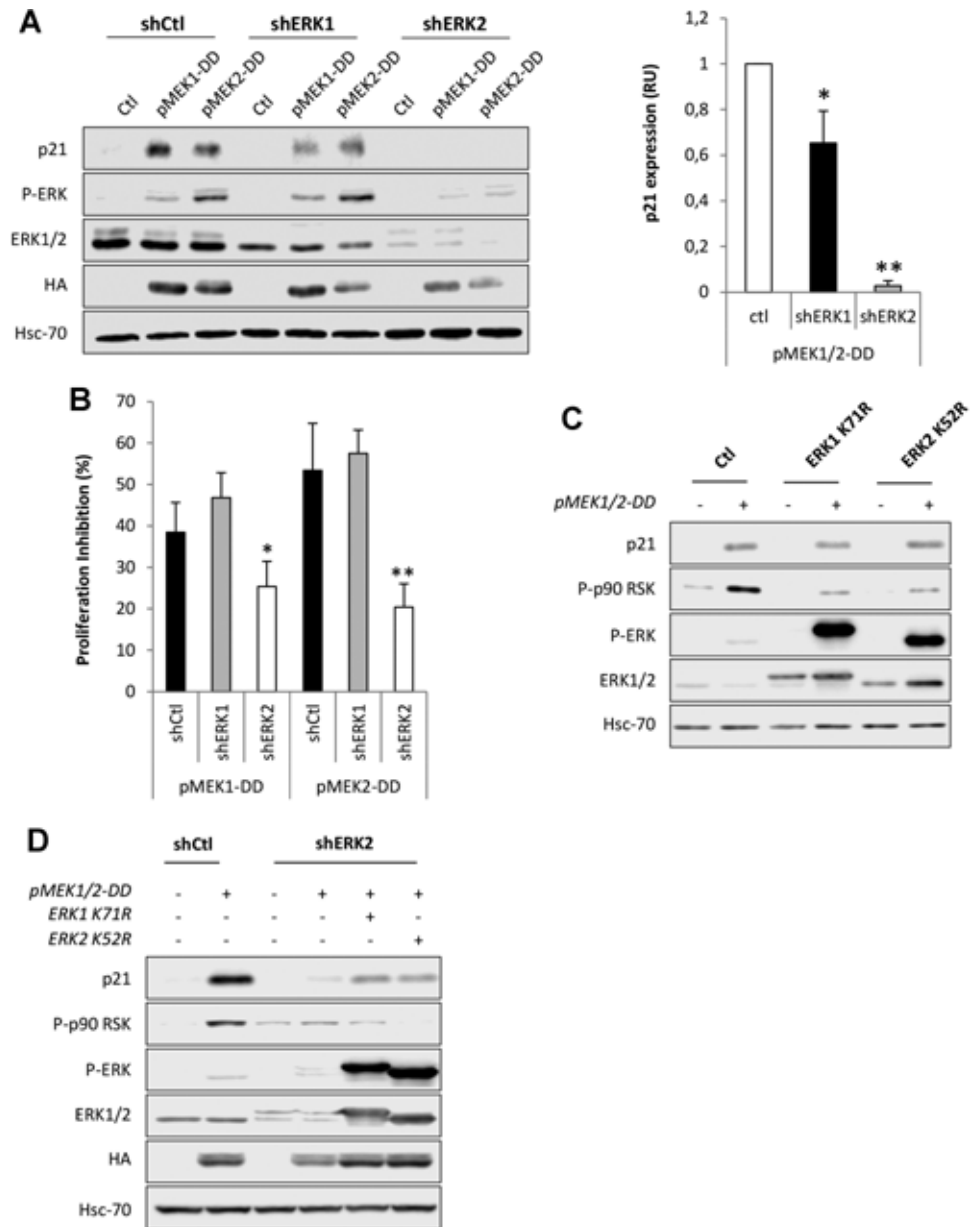 A
shCtl shERK1 shERK2
Ctl pMEK1-DD pMEK2-DD Ctl pMEK1-DD pMEK2-DD Ctl pMEK1-DD pMEK2-DD
p21
P-ERK
ERK1/2
HA
Hsc-70
p21 expression (RU)
1,2
1
0,8
0,6
0,4
0,2
0
*
**
ctl shERK1 shERK2
pMEK1/2-DD
B
Proliferation Inhibition (%)
70
60
50
40
30
20
10
0
*
**
shCtl shERK1 shERK2 shCtl shERK1 shERK2
pMEK1-DD pMEK2-DD
C
Ctl ERK1 K71R ERK2 K52R
pMEK1/2-DD - + - + - +
p21
P-p90 RSK
P-ERK
ERK1/2
Hsc-70
D
shCtl shERK2
pMEK1/2-DD - + - + + +
ERK1 K71R - - - - + -
ERK2 K52R - - - - - +
p21
P-p90 RSK
P-ERK
ERK1/2
HA
Hsc-70